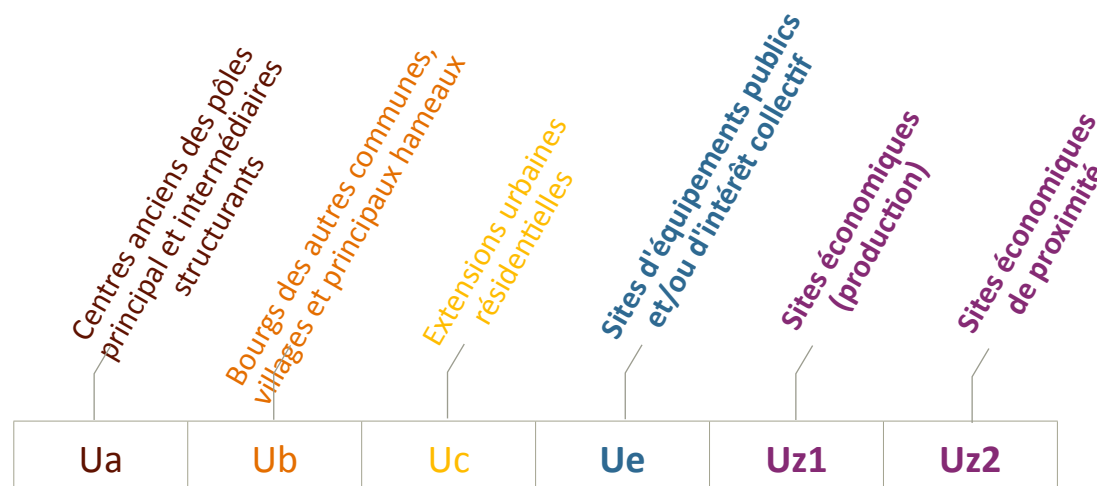 Centres anciens des pôles
principal et intermédiaires
structurants
Bourgs des autres communes,
villages et principaux hameaux
Extensions urbaines
résidentielles
Sites d'équipements publics
et/ou d'intérêt collectif
Sites économiques
(production)
Sites économiques
de proximité
Ua
Ub
Uc
Ue
Uz1
Uz2